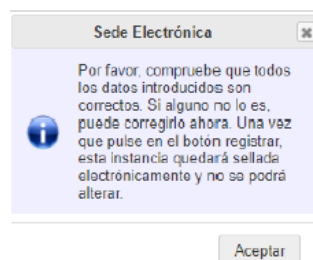 Sede Electrónica
Por favor, compruebe que todos
los datos introducidos son
correctos. Si alguno no lo es,
puede corregirlo ahora. Una vez
que pulse en el botón registrar,
esta instancia quedará sellada
electrónicamente y no se podrá
alterar.
Aceptar